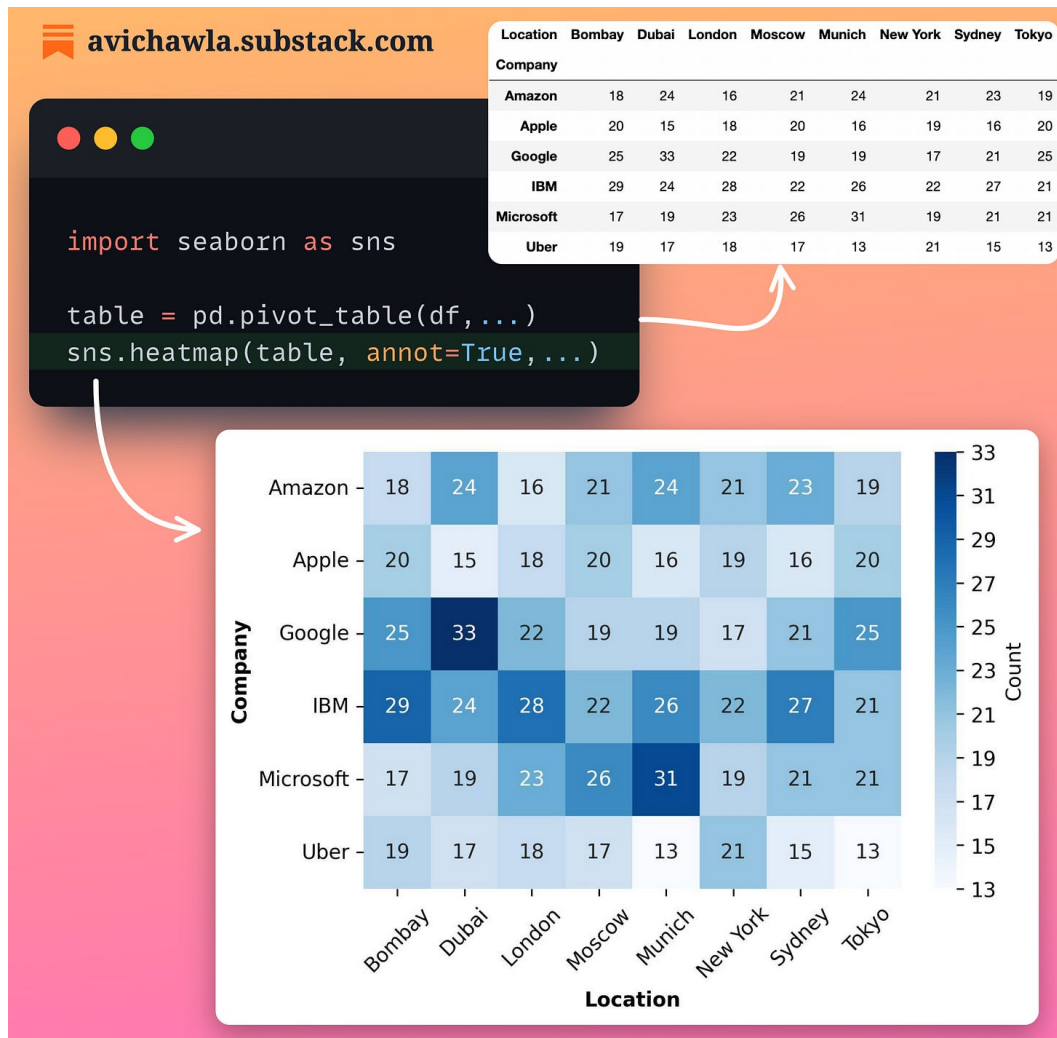 avichawla.substack.com
Location Bombay Dubai London Moscow Munich New York Sydney Tokyo
Company
Amazon 18 24 16 21 24 21 23 19
Apple 20 15 18 20 16 19 16 20
Google 25 33 22 19 19 17 21 25
IBM 29 24 28 22 26 22 27 21
Microsoft 17 19 23 26 31 19 21 21
Uber 19 17 18 17 13 21 15 13
import seaborn as sns
table = pd.pivot_table(df,...)
sns.heatmap(table, annot=True,...)
Company
Amazon 18 24 16 21 24 21 23 19
Apple 20 15 18 20 16 19 16 20
Google 25 33 22 19 19 17 21 25
IBM 29 24 28 22 26 22 27 21
Microsoft 17 19 23 26 31 19 21 21
Uber 19 17 18 17 13 21 15 13
Bombay Dubai London Moscow Munich New York Sydney Tokyo
Location
33
31
29
27
25
23
21
19
17
15
13
Count